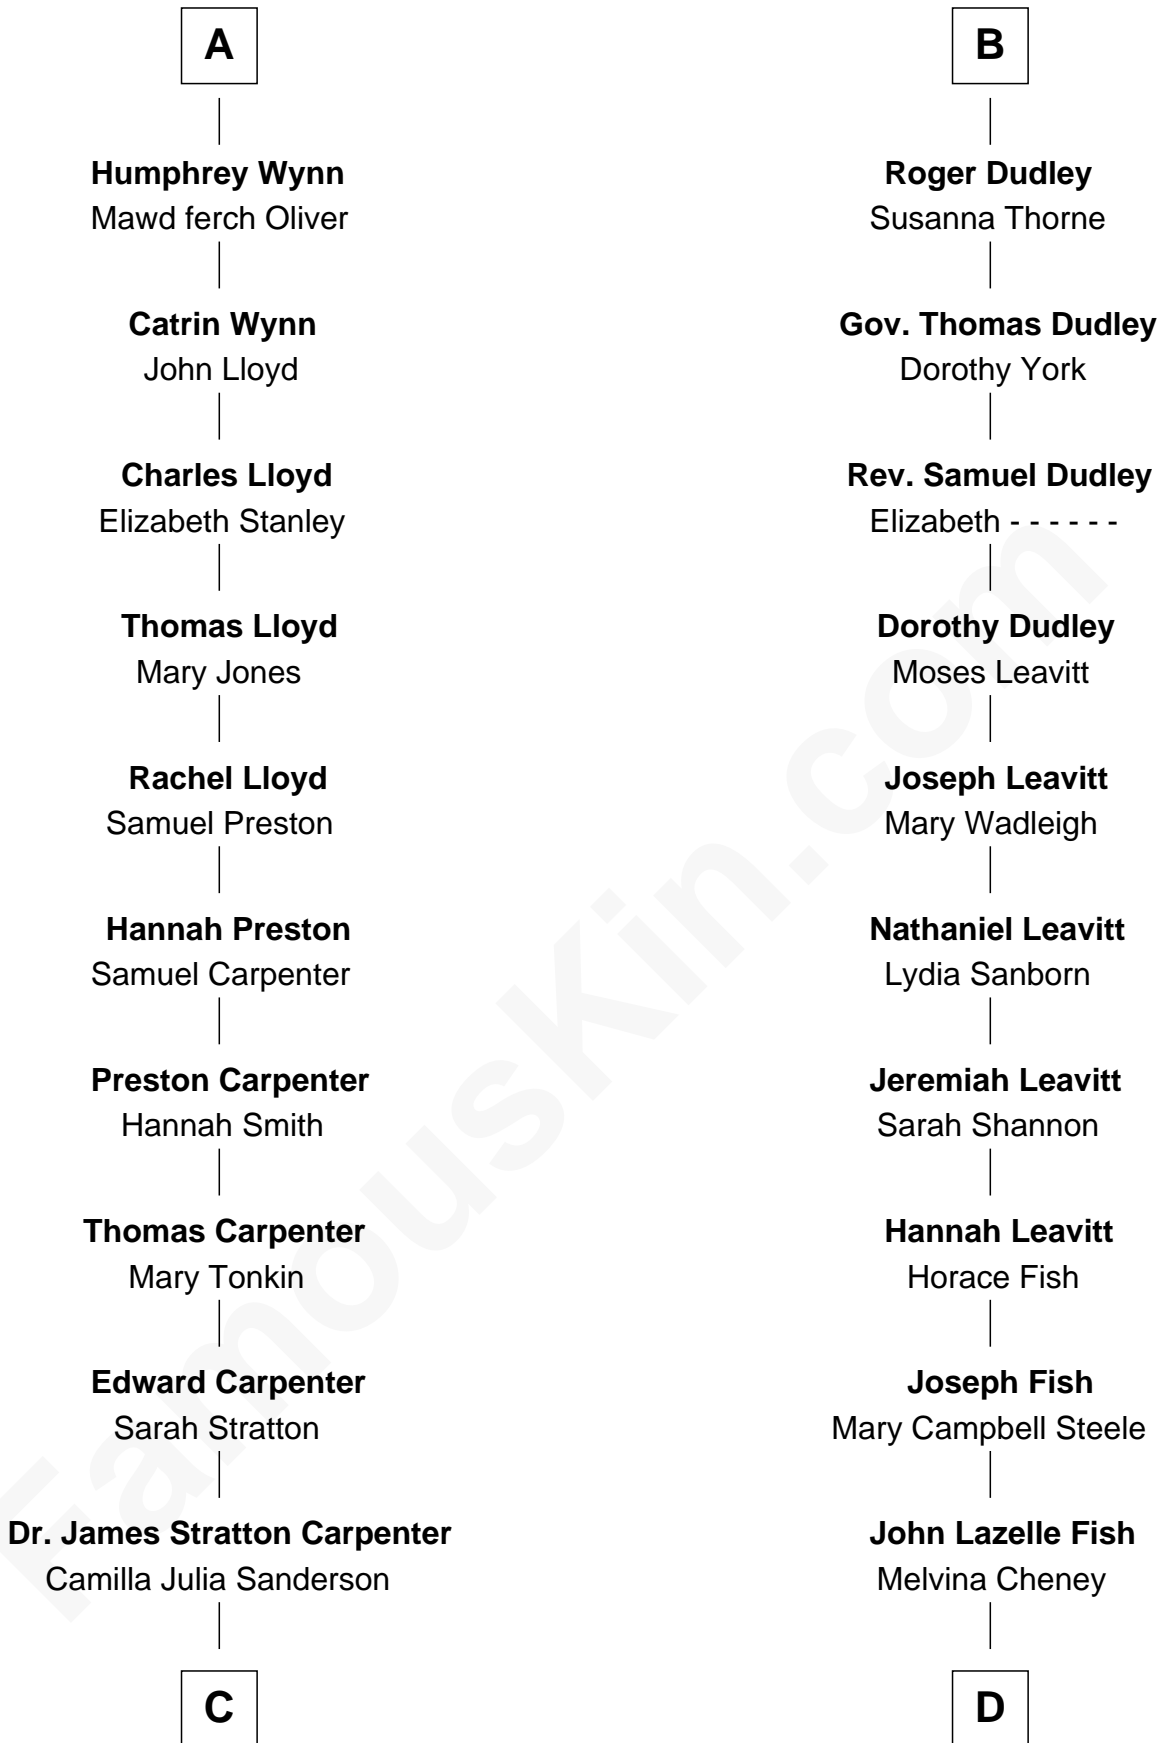 A
Humphrey Wynn
Mawd ferch Oliver
Catrin Wynn
John Lloyd
Charles Lloyd
Elizabeth Stanley
Thomas Lloyd
Mary Jones
Rachel Lloyd
Samuel Preston
Hannah Preston
Samuel Carpenter
Preston Carpenter
Hannah Smith
Thomas Carpenter
Mary Tonkin
Edward Carpenter
Sarah Stratton
Dr. James Stratton Carpenter
Camilla Julia Sanderson
C
B
Roger Dudley
Susanna Thorne
Gov. Thomas Dudley
Dorothy York
Rev. Samuel Dudley
Elizabeth - - - - - -
Dorothy Dudley
Moses Leavitt
Joseph Leavitt
Mary Wadleigh
Nathaniel Leavitt
Lydia Sanborn
Jeremiah Leavitt
Sarah Shannon
Hannah Leavitt
Horace Fish
Joseph Fish
Mary Campbell Steele
John Lazelle Fish
Melvina Cheney
D
FamousKin.com